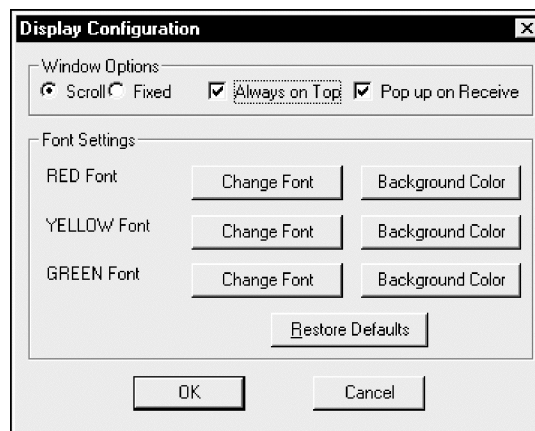 Display Configuration
Window Options
Scroll Fixed Always on Top Pop up on Receive
Font Settings
RED Font Change Font Background Color
YELLOW Font Change Font Background Color
GREEN Font Change Font Background Color
Restore Defaults
OK Cancel